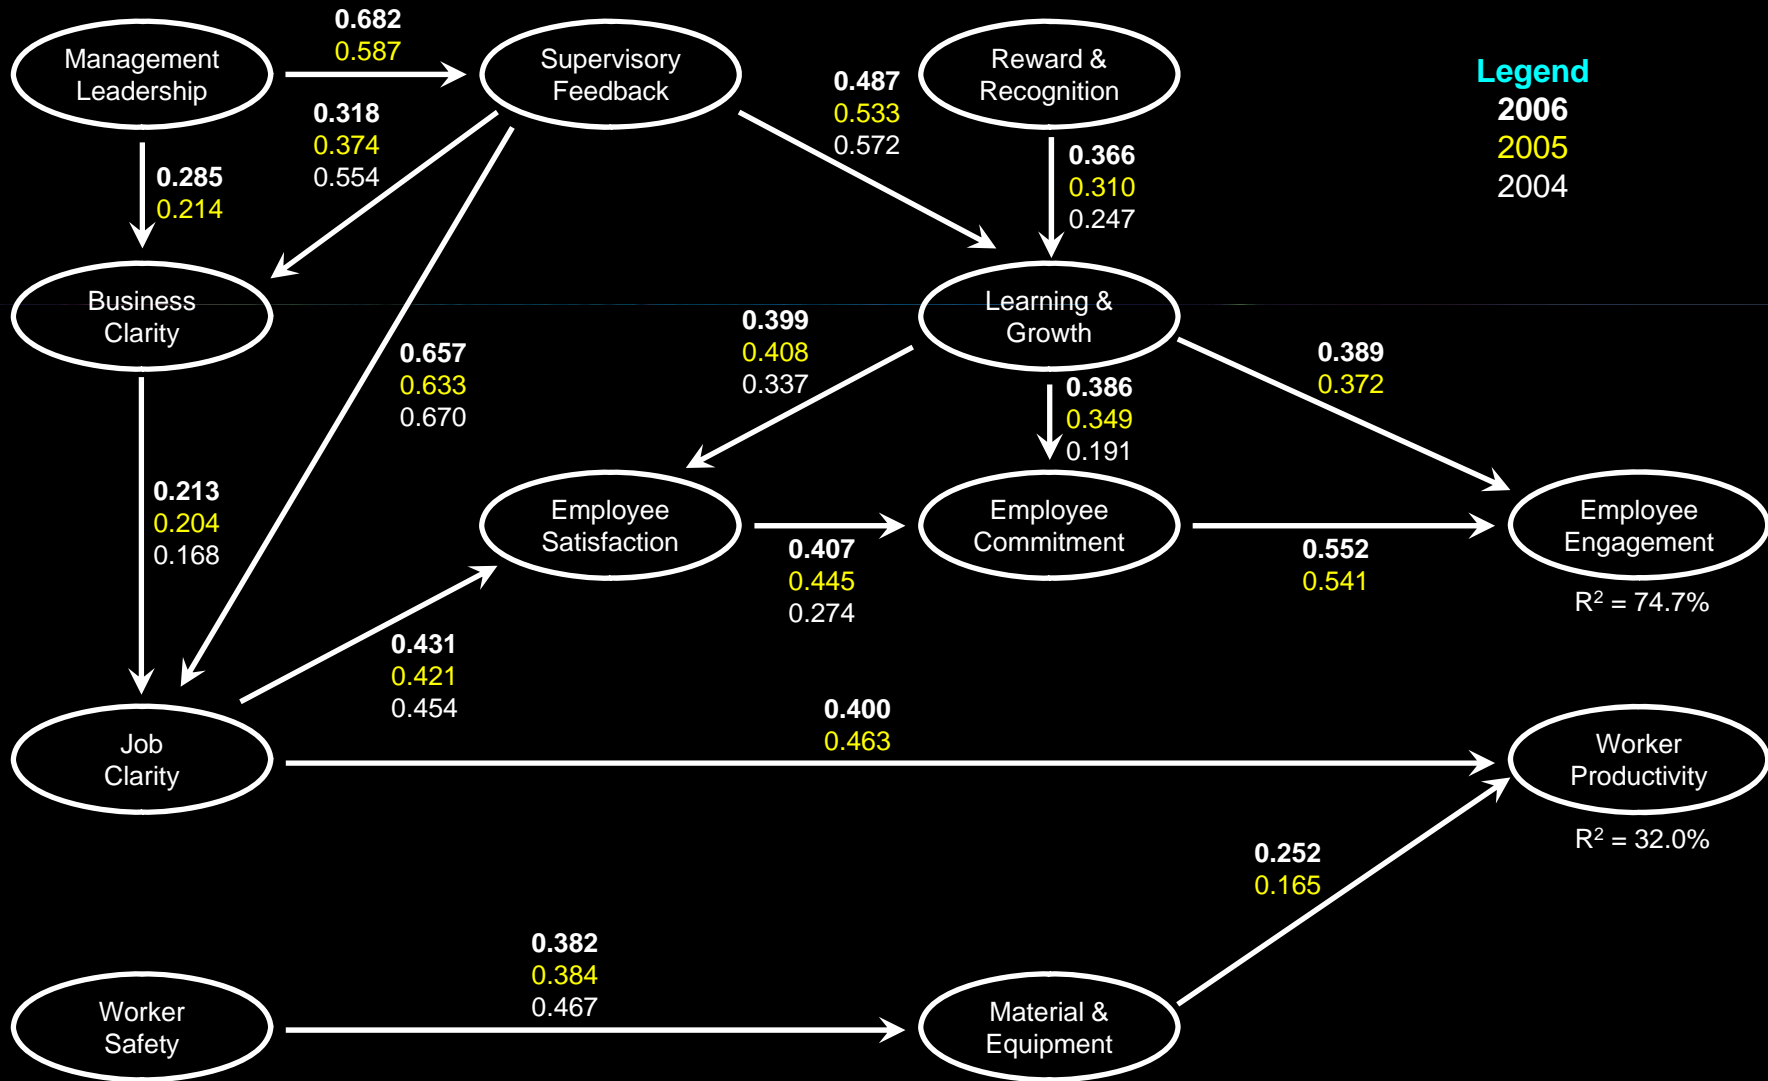 Management
Leadership
0.682
0.587
Supervisory
Feedback
Reward &
Recognition
Legend
2006
2005
2004
0.318
0.374
0.554
0.487
0.533
0.572
0.285
0.214
0.366
0.310
0.247
Business
Clarity
Learning &
Growth
0.657
0.633
0.670
0.399
0.408
0.337
0.386
0.349
0.191
0.389
0.372
0.213
0.204
0.168
Employee
Satisfaction
0.407
0.445
0.274
Employee
Commitment
0.552
0.541
Employee
Engagement
R² = 74.7%
0.431
0.421
0.454
Job
Clarity
0.400
0.463
Worker
Productivity
R² = 32.0%
0.252
0.165
Worker
Safety
0.382
0.384
0.467
Material &
Equipment